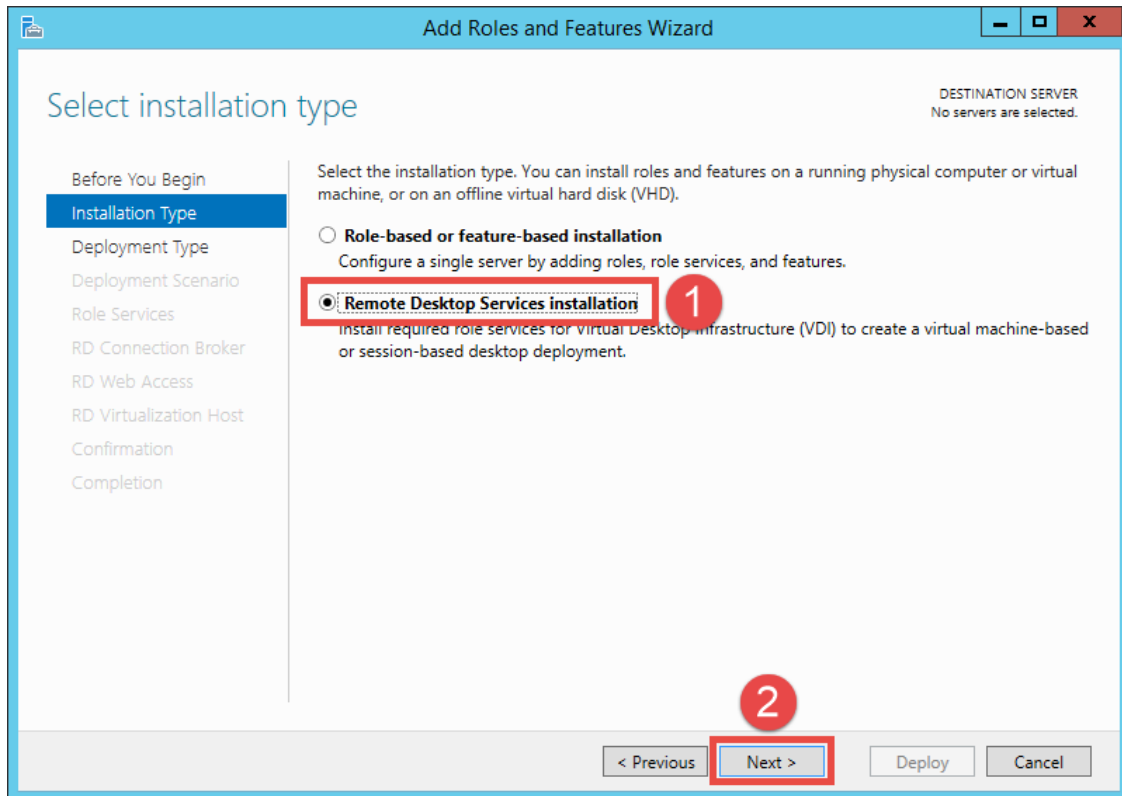 Add Roles and Features Wizard
Select installation type
DESTINATION SERVER
No servers are selected.
Before You Begin
Installation Type
Deployment Type
Deployment Scenario
Role Services
RD Connection Broker
RD Web Access
RD Virtualization Host
Confirmation
Completion
Select the installation type. You can install roles and features on a running physical computer or virtual
machine, or on an offline virtual hard disk (VHD).
Role-based or feature-based installation
Configure a single server by adding roles, role services, and features.
Remote Desktop Services installation
1
Install required role services for Virtual Desktop Infrastructure (VDI) to create a virtual machine-based
or session-based desktop deployment.
2
< Previous
Next >
Deploy
Cancel